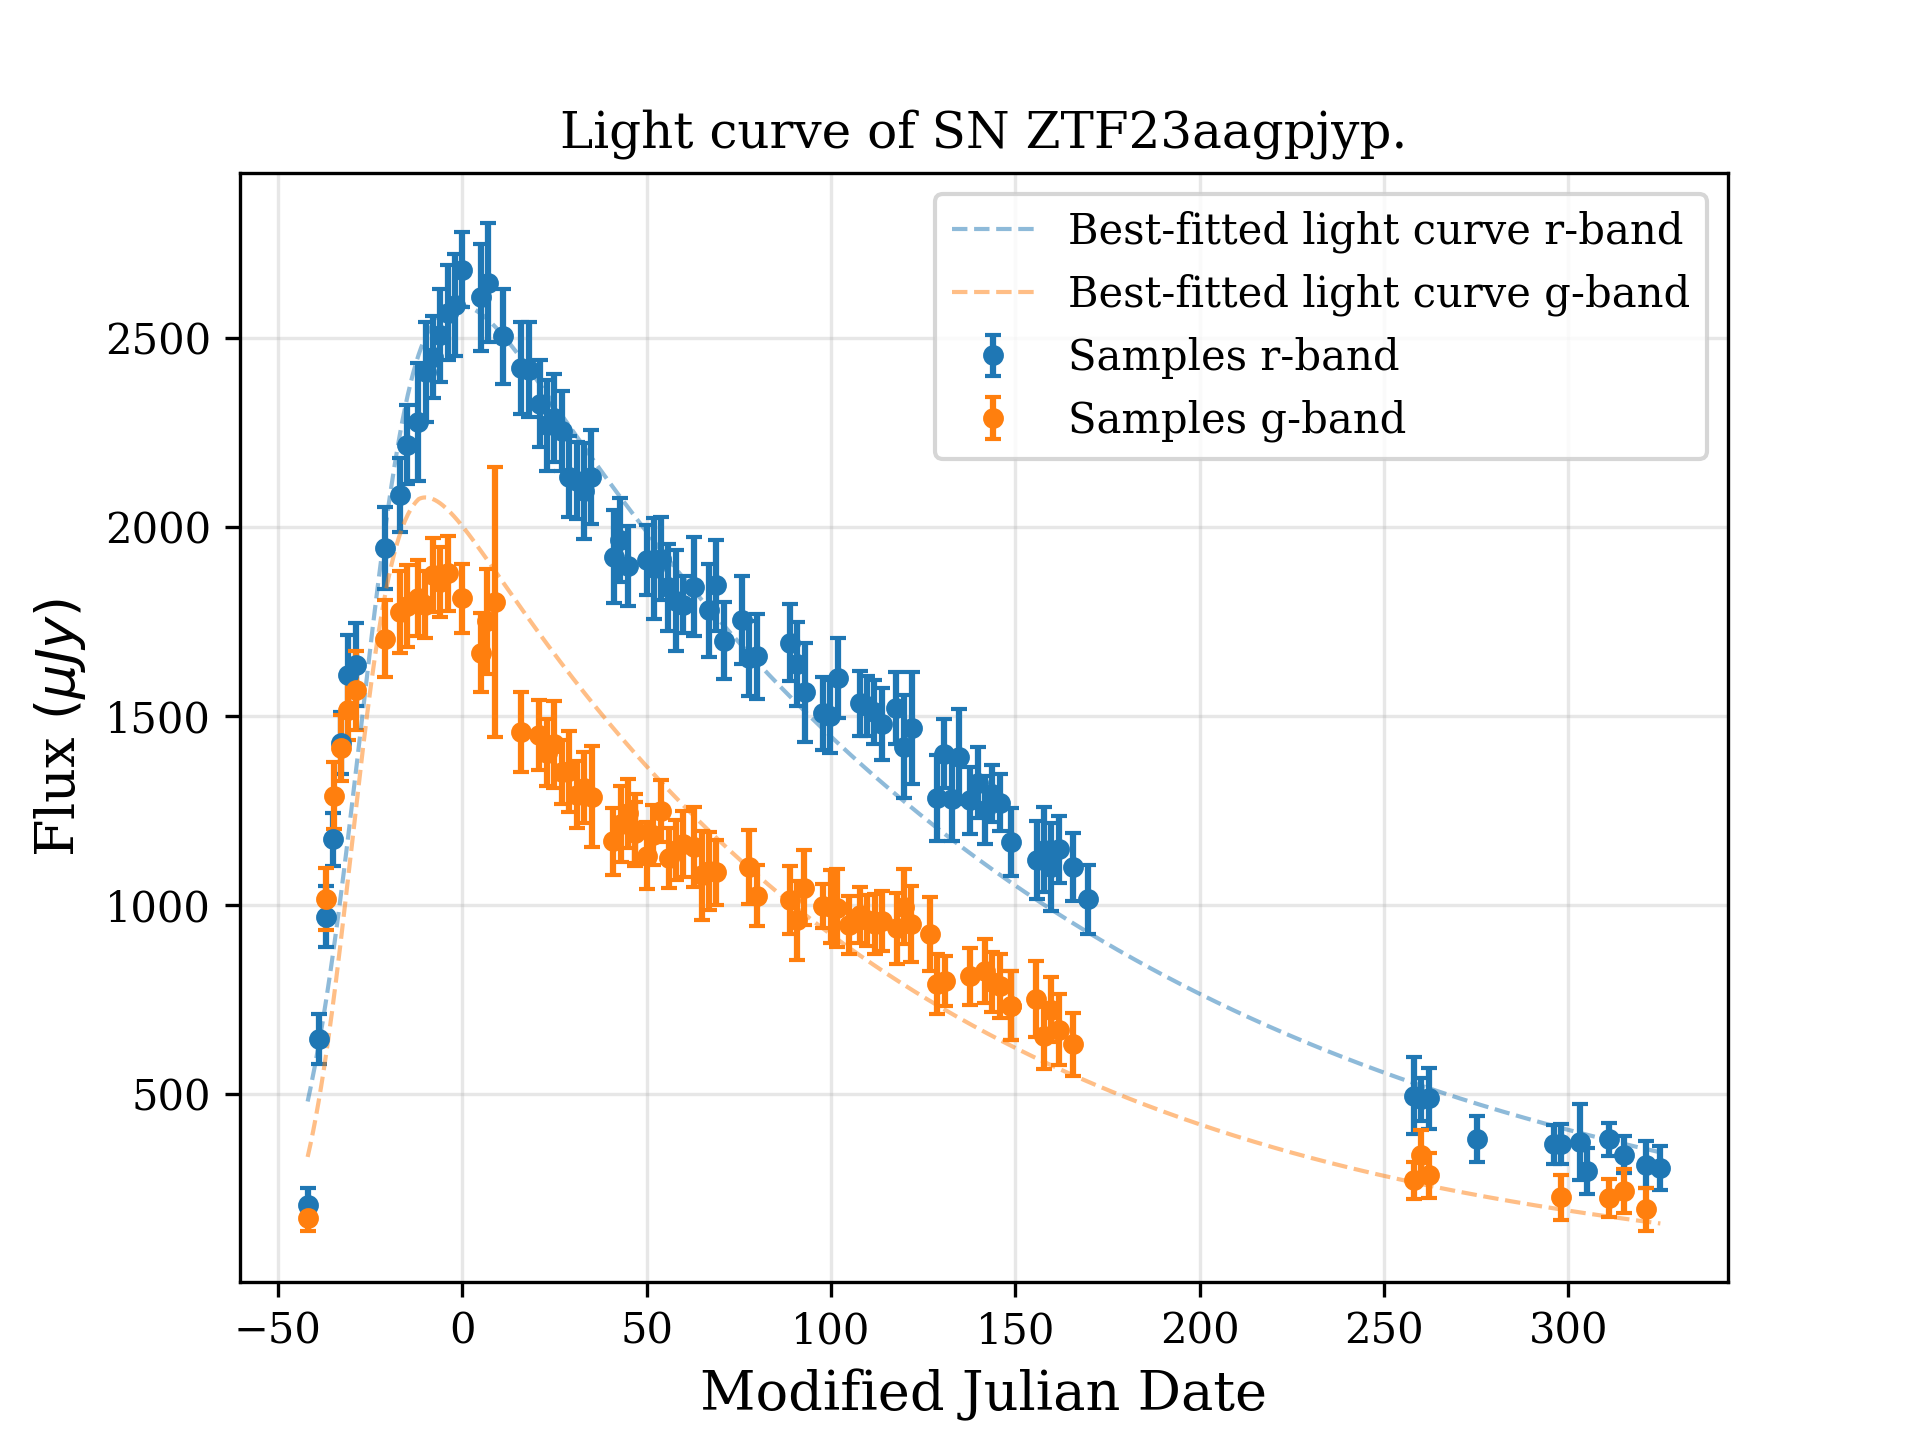 Light curve of SN ZTF23aagpjyp.
Best-fitted light curve r-band
Best-fitted light curve g-band
Samples r-band
Samples g-band
Flux (μJy)
2500
2000
1500
1000
500
−50 0 50 100 150 200 250 300
Modified Julian Date